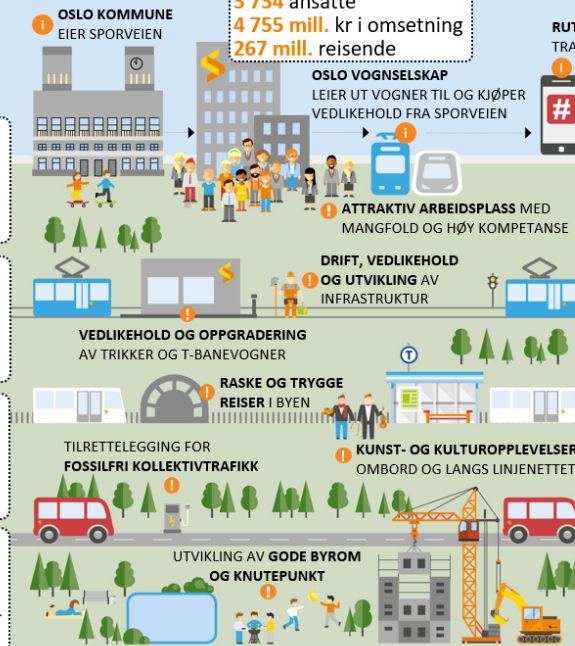 OSLO KOMMUNE
EIER SPORVEIEN
ansatte
4 755 mill. kr i omsetning
267 mill. reisende
OSLO VOGNSELSKAP
LEIER UT VOGNER TIL OG KJØPER
VEDLIKEHOLD FRA SPORVEIEN
#
ATTRAKTIV ARBEIDSPLASS MED
MANGFOLD OG HØY KOMPETANSE
DRIFT, VEDLIKEHOLD
OG UTVIKLING AV
INFRASTRUKTUR
VEDLIKEHOLD OG OPPGRADERING
AV TRIKKER OG T-BANEVOGNER
T
RASKE OG TRYGGE
REISER I BYEN
KUNST- OG KULTUROPPLEVELSER
OMBORD OG LANGS LINJENETTET
TILRETTELEGGING FOR
FOSSILFRI KOLLEKTIVTRAFIKK
UTVIKLING AV GODE BYROM
OG KNUTEPUNKT